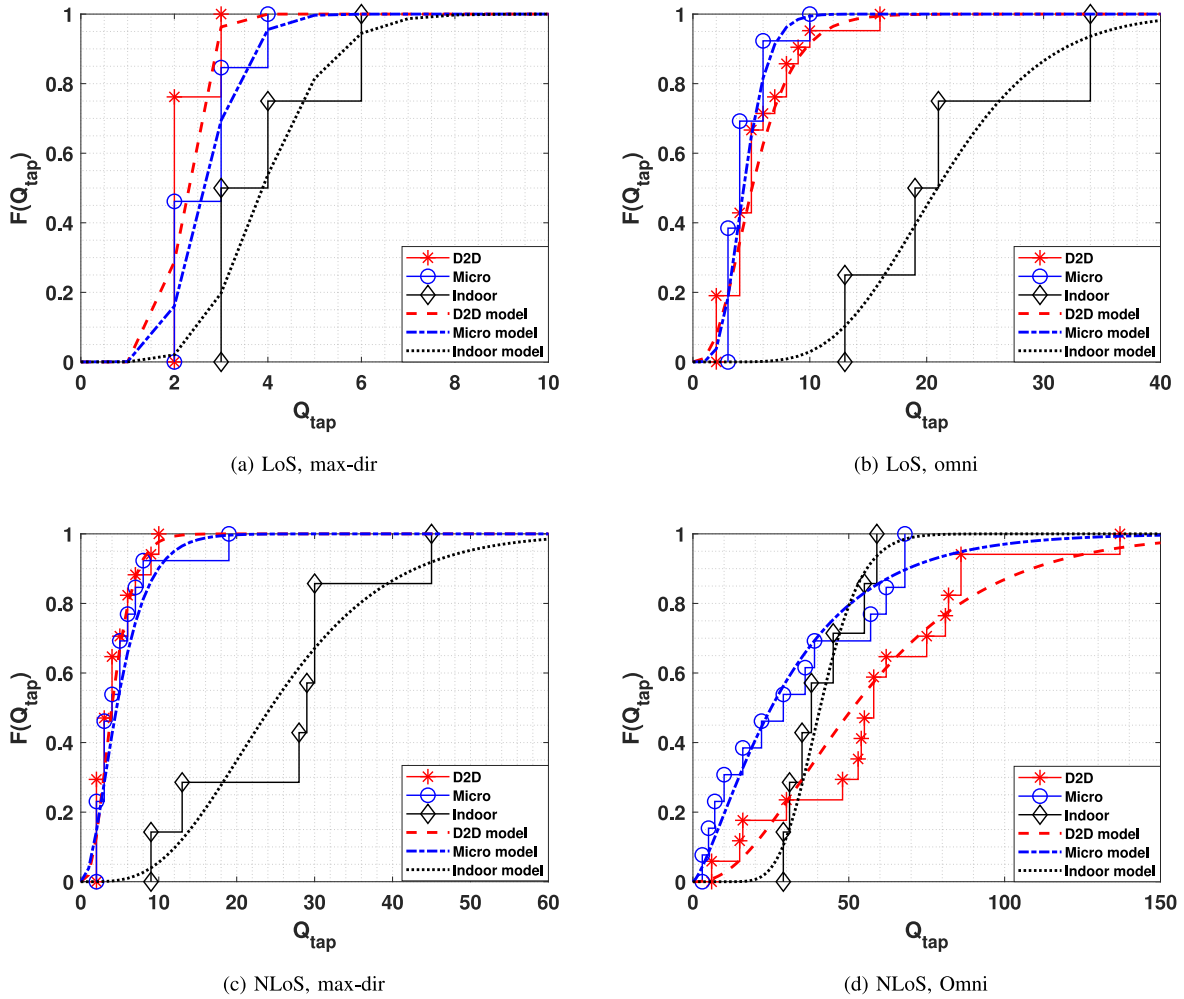 1
0.8
0.6
0.4
0.2
0
F(Q_tap)
0 2 4 6 8 10
Q_tap
D2D
Micro
Indoor
D2D model
Micro model
Indoor model
(a) LoS, max-dir
1
0.8
0.6
0.4
0.2
0
F(Q_tap)
0 10 20 30 40
Q_tap
D2D
Micro
Indoor
D2D model
Micro model
Indoor model
(b) LoS, omni
1
0.8
0.6
0.4
0.2
0
F(Q_tap)
0 10 20 30 40 50 60
Q_tap
D2D
Micro
Indoor
D2D model
Micro model
Indoor model
(c) NLoS, max-dir
1
0.8
0.6
0.4
0.2
0
F(Q_tap)
0 50 100 150
Q_tap
D2D
Micro
Indoor
D2D model
Micro model
Indoor model
(d) NLoS, Omni